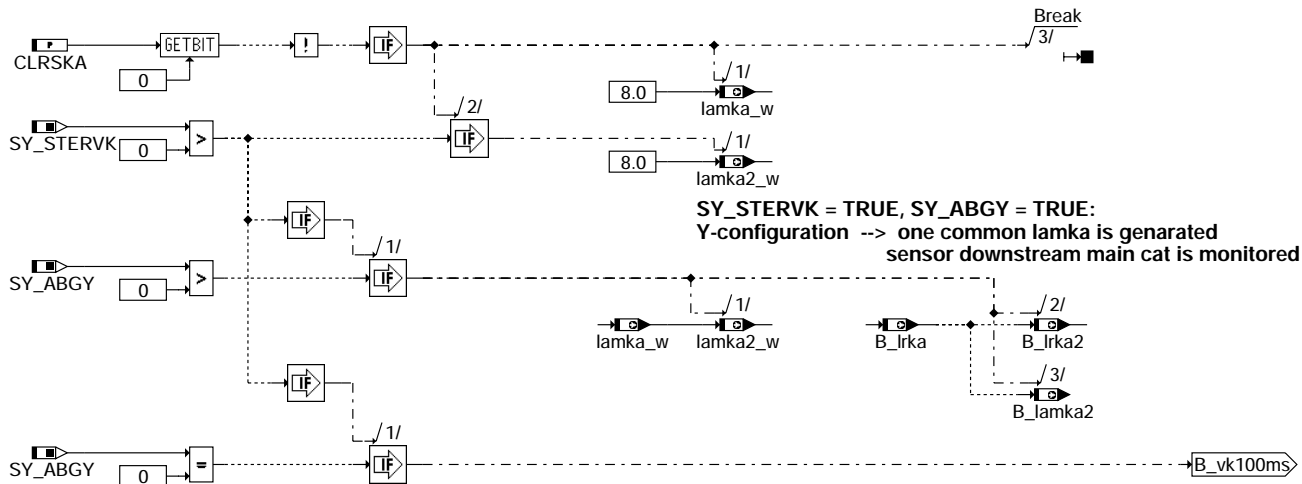 Break
GETBIT
!
IF
3/
CLRSKA
0
/1/
8.0
lamka_w
/2/
SY_STERVK
0
>
IF
/1/
8.0
lamka2_w
SY_STERVK = TRUE, SY_ABGY = TRUE:
Y-configuration --> one common lamka is genarated
sensor downstream main cat is monitored
IF
/1/
SY_ABGY
0
>
IF
/1/
/2/
lamka_w
lamka2_w
B_lrka
B_lrka2
/3/
B_lamka2
IF
/1/
SY_ABGY
0
=
IF
B_vk100ms